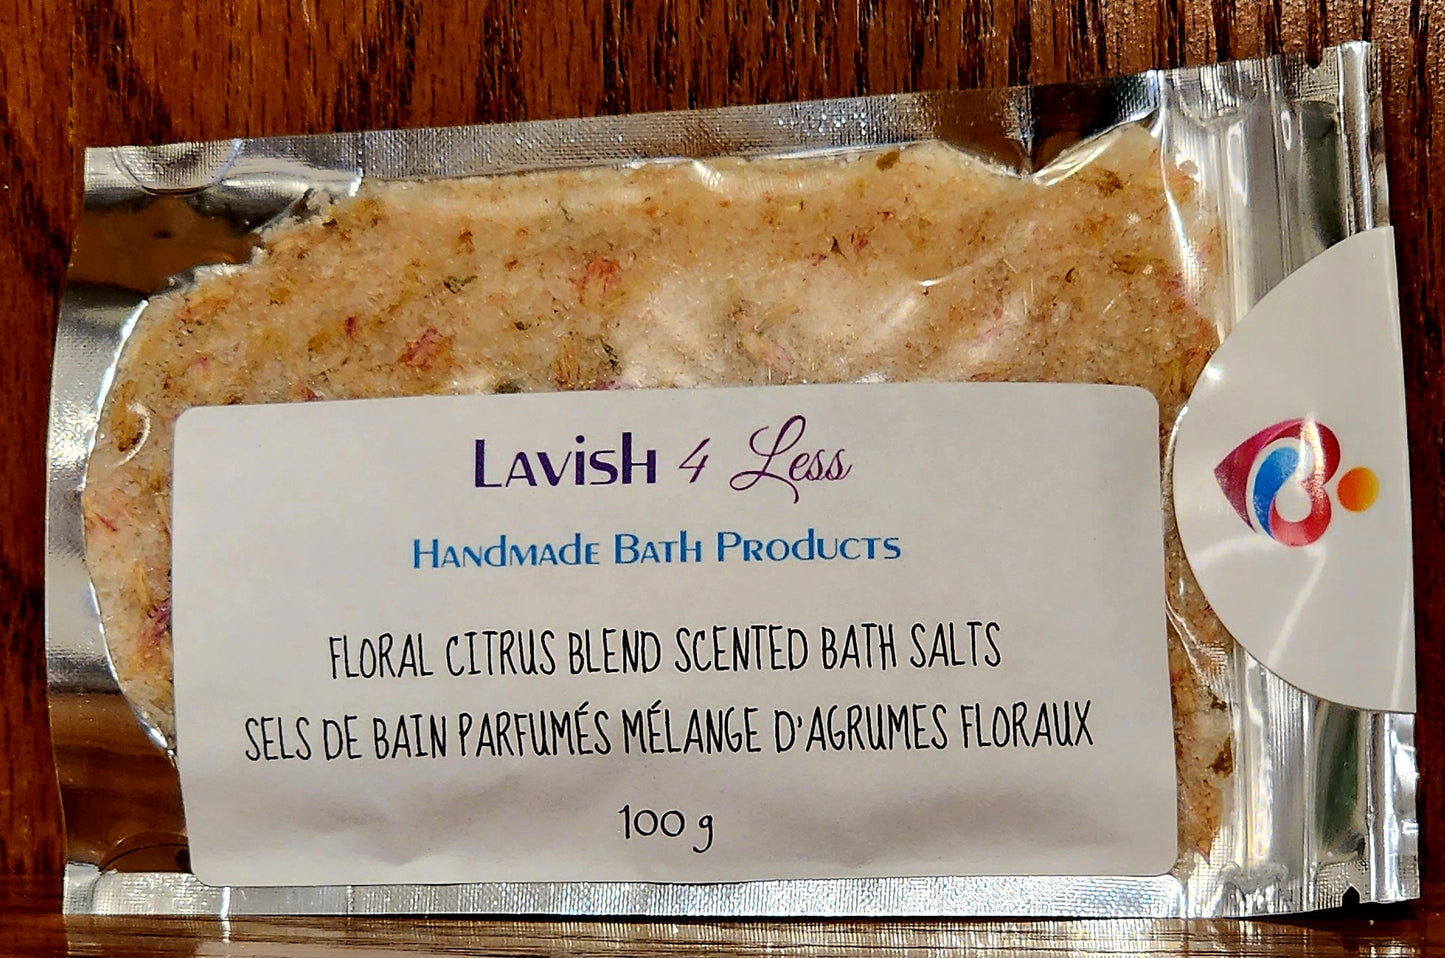 Lavish 4 Less
Handmade Bath Products
FLORAL CITRUS BLEND SCENTED BATH SALTS
SELS DE BAIN PARFUMÉS MÉLANGE D'AGRUMES FLORAUX
100 g